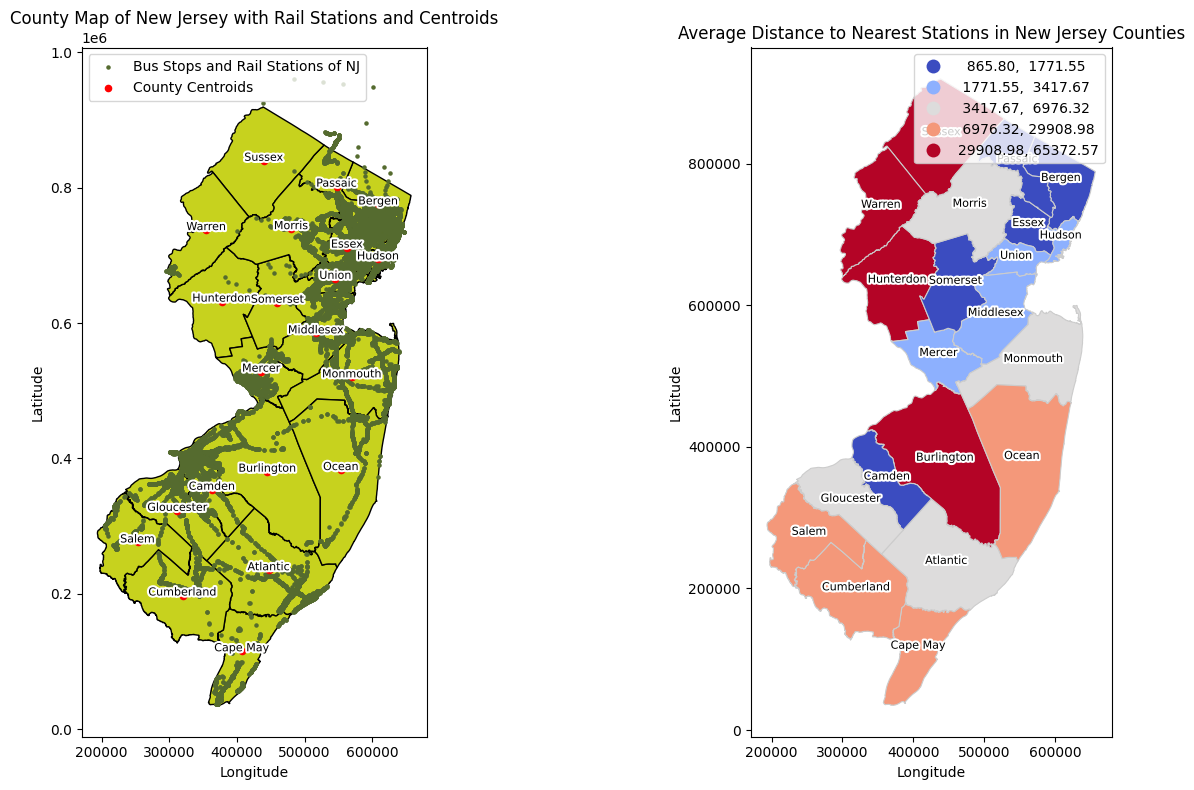 County Map of New Jersey with Rail Stations and Centroids
1e6
1.0
0.8
0.6
0.4
0.2
0.0
Latitude
Bus Stops and Rail Stations of NJ
County Centroids
Sussex
Passaic
Bergen
Warren
Morris
Essex
Hudson
Union
Hunterdon
Somerset
Middlesex
Mercer
Monmouth
Burlington
Ocean
Camden
Gloucester
Salem
Atlantic
Cumberland
Cape May
200000 300000 400000 500000 600000
Longitude
Average Distance to Nearest Stations in New Jersey Counties
865.80, 1771.55
1771.55, 3417.67
3417.67, 6976.32
6976.32, 29908.98
29908.98, 65372.57
800000
600000
400000
200000
0
Latitude
Sussex
Passaic
Bergen
Warren
Morris
Essex
Hudson
Union
Hunterdon
Somerset
Middlesex
Mercer
Monmouth
Burlington
Ocean
Camden
Gloucester
Salem
Atlantic
Cumberland
Cape May
200000 300000 400000 500000 600000
Longitude